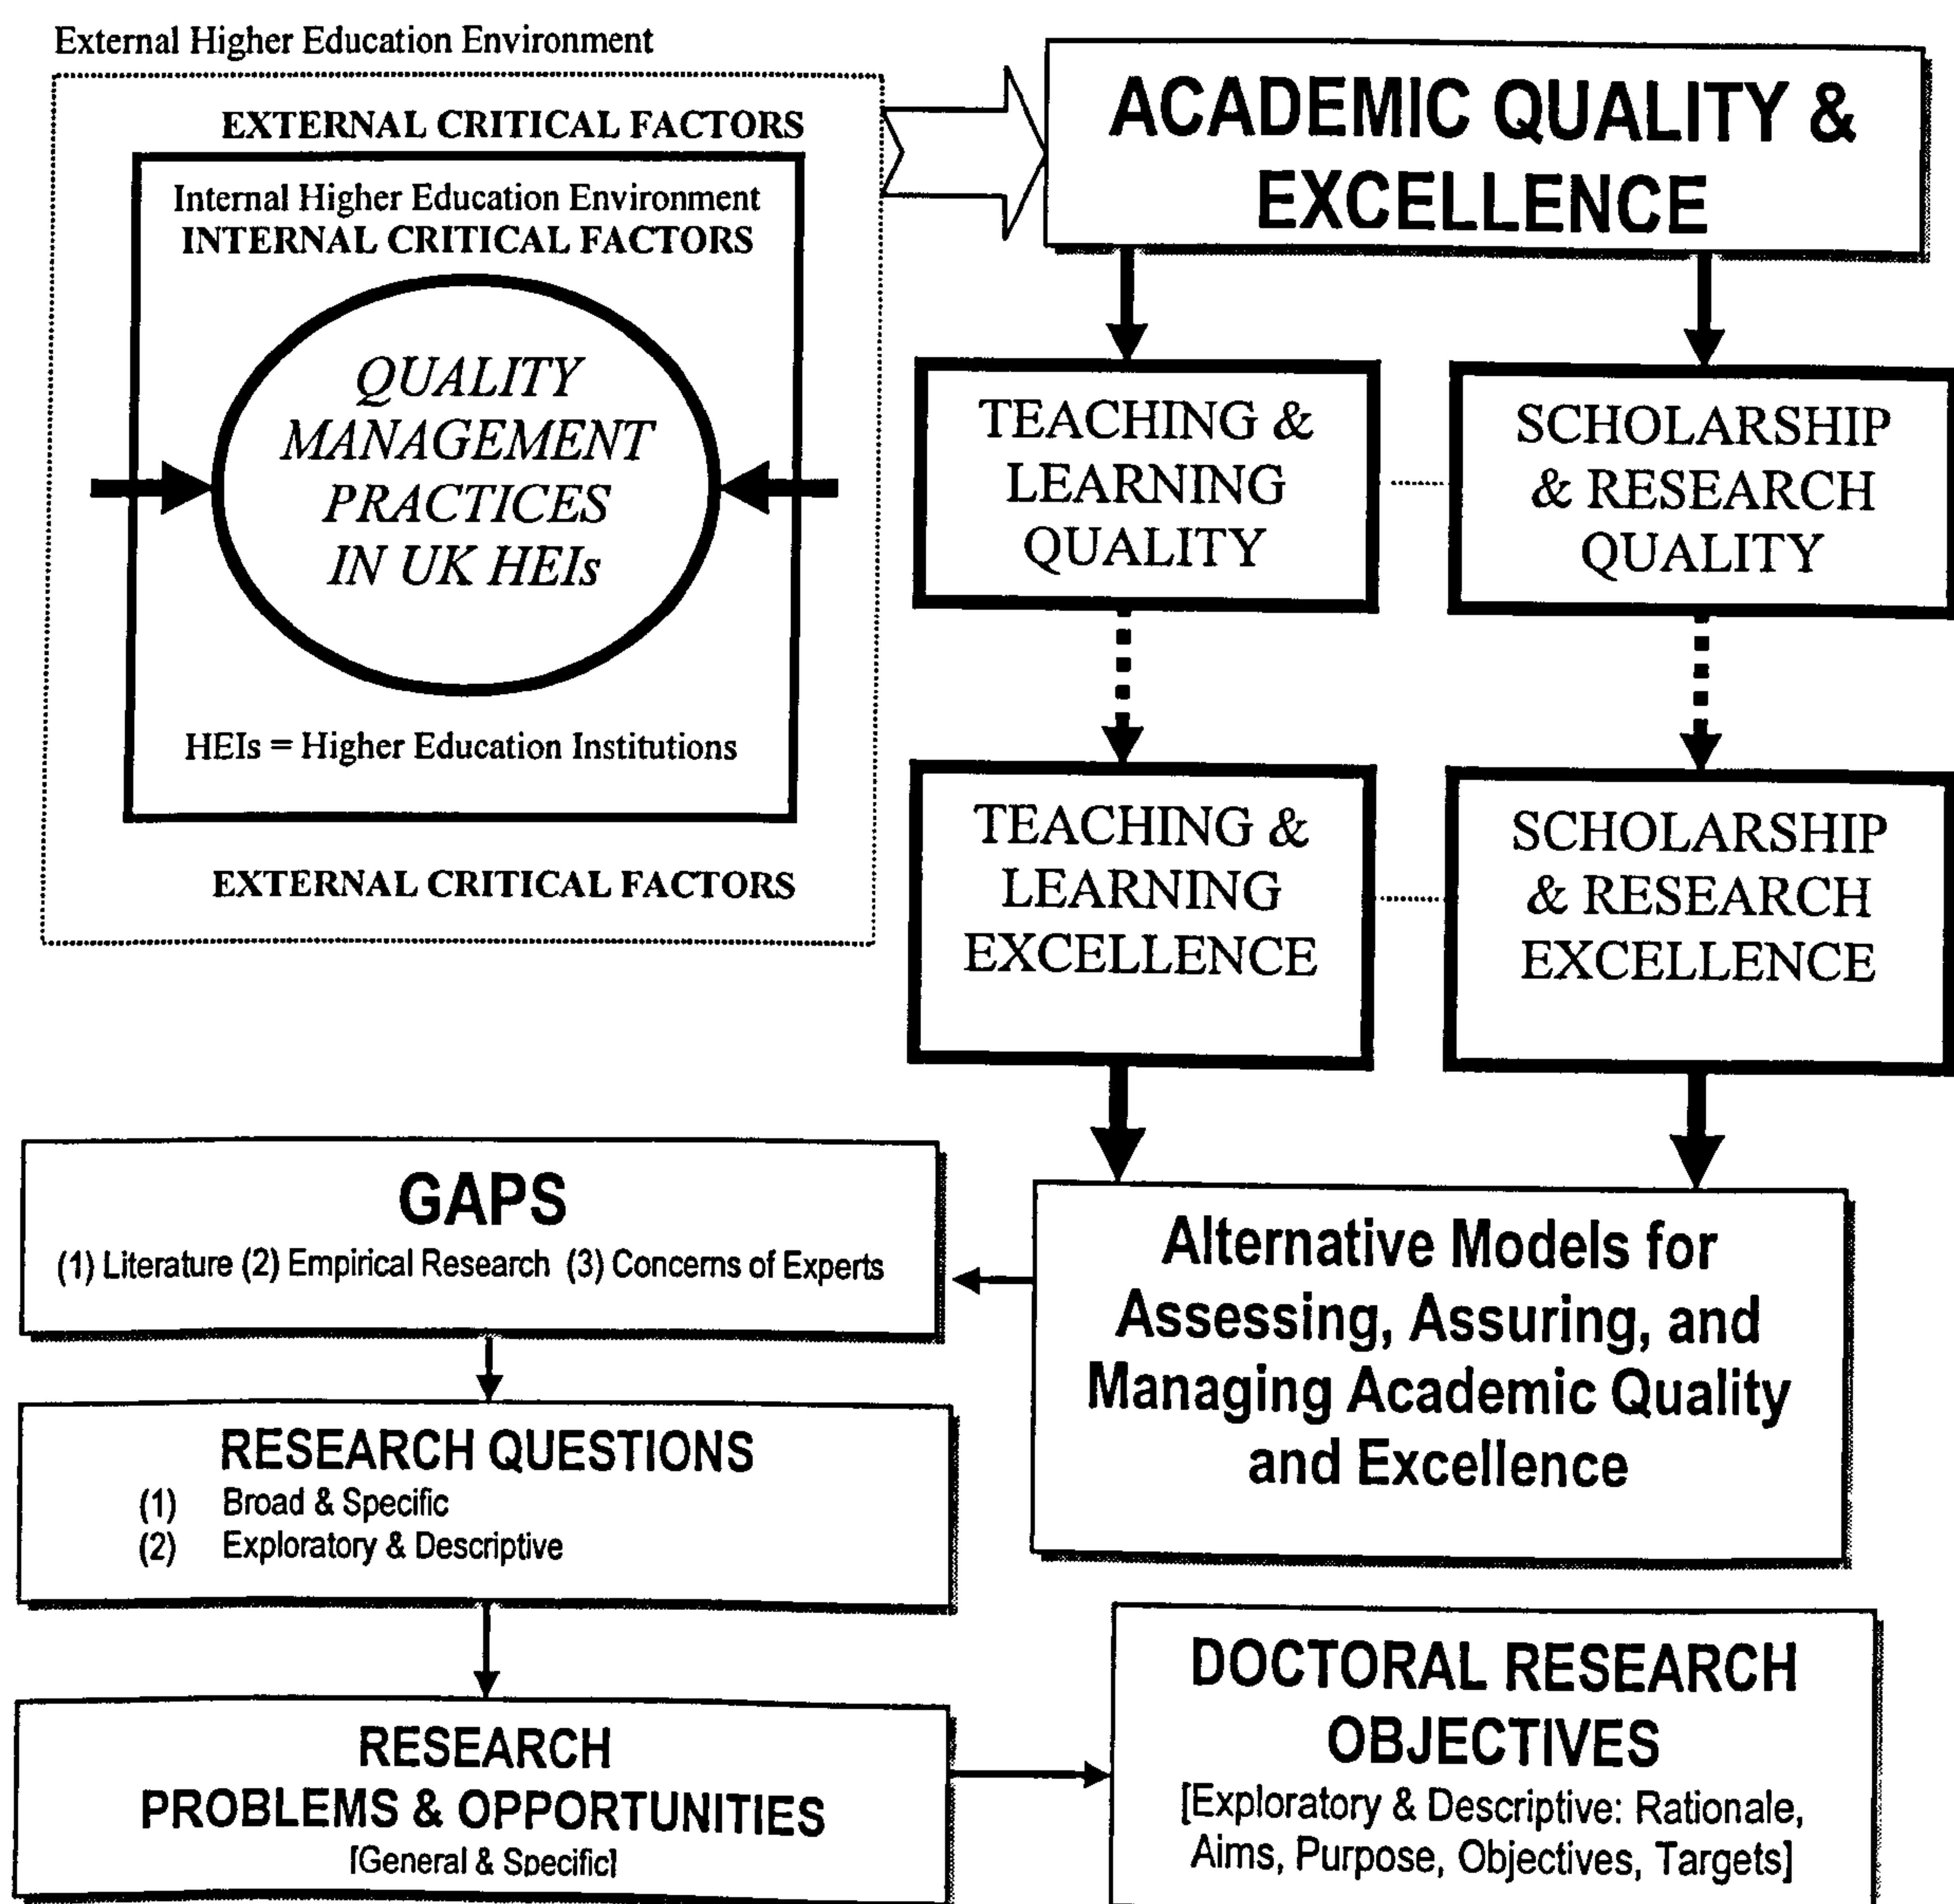 External Higher Education Environment
EXTERNAL CRITICAL FACTORS
Internal Higher Education Environment
INTERNAL CRITICAL FACTORS
QUALITY
MANAGEMENT
PRACTICES
IN UK HEIs
HEIs = Higher Education Institutions
EXTERNAL CRITICAL FACTORS
ACADEMIC QUALITY &
EXCELLENCE
TEACHING &
LEARNING
QUALITY
SCHOLARSHIP
& RESEARCH
QUALITY
TEACHING &
LEARNING
EXCELLENCE
SCHOLARSHIP
& RESEARCH
EXCELLENCE
Alternative Models for
Assessing, Assuring, and
Managing Academic Quality
and Excellence
GAPS
(1) Literature (2) Empirical Research (3) Concerns of Experts
RESEARCH QUESTIONS
(1) Broad & Specific
(2) Exploratory & Descriptive
RESEARCH
PROBLEMS & OPPORTUNITIES
[General & Specific]
DOCTORAL RESEARCH
OBJECTIVES
[Exploratory & Descriptive: Rationale,
Aims, Purpose, Objectives, Targets]